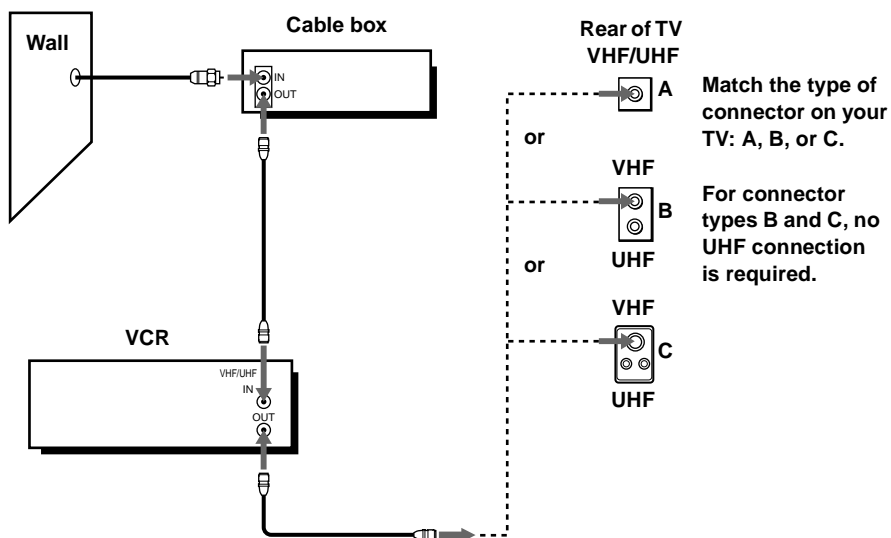 Cable box
Wall
IN
OUT
Rear of TV
VHF/UHF
A
Match the type of
connector on your
TV: A, B, or C.
or
VHF
B
UHF
For connector
types B and C, no
UHF connection
is required.
or
VHF
C
UHF
VCR
VHF/UHF
IN
OUT